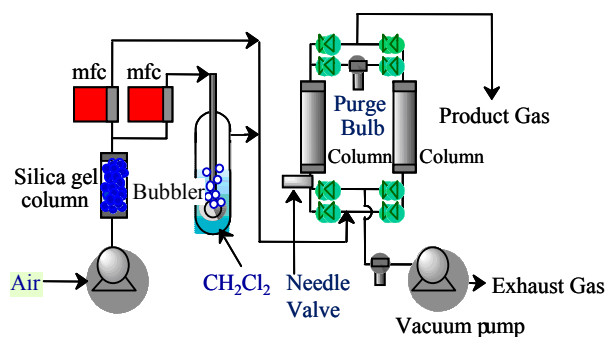 mfc
mfc
Silica gel
column
Bubbler
Air
CH2Cl2
Needle
Valve
Purge
Bulb
Column
Column
Product Gas
Exhaust Gas
Vacuum pump